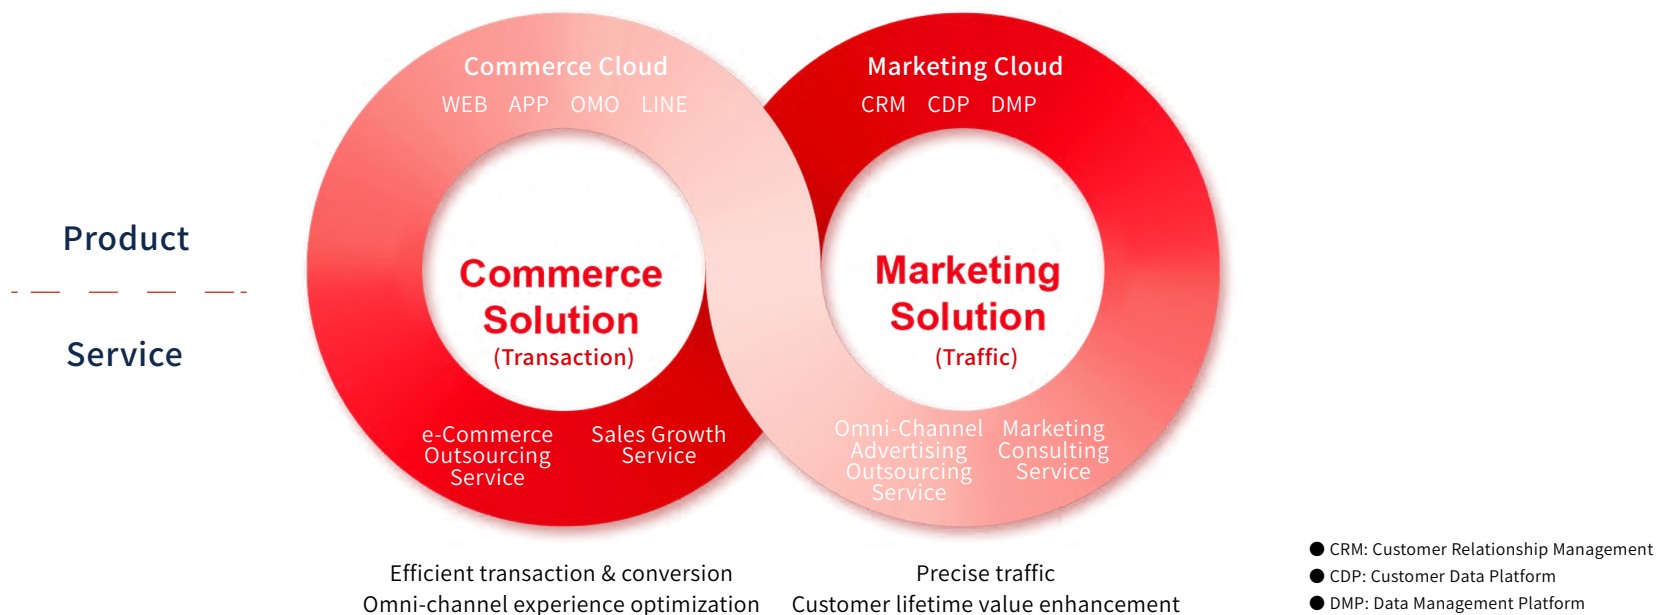 Commerce Cloud
WEB APP OMO LINE
Marketing Cloud
CRM CDP DMP
Product
Service
Commerce
Solution
(Transaction)
Marketing
Solution
(Traffic)
e-Commerce
Outsourcing
Service
Sales Growth
Service
Omni-Channel
Advertising
Outsourcing
Service
Marketing
Consulting
Service
Efficient transaction & conversion
Omni-channel experience optimization
Precise traffic
Customer lifetime value enhancement
● CRM: Customer Relationship Management
● CDP: Customer Data Platform
● DMP: Data Management Platform